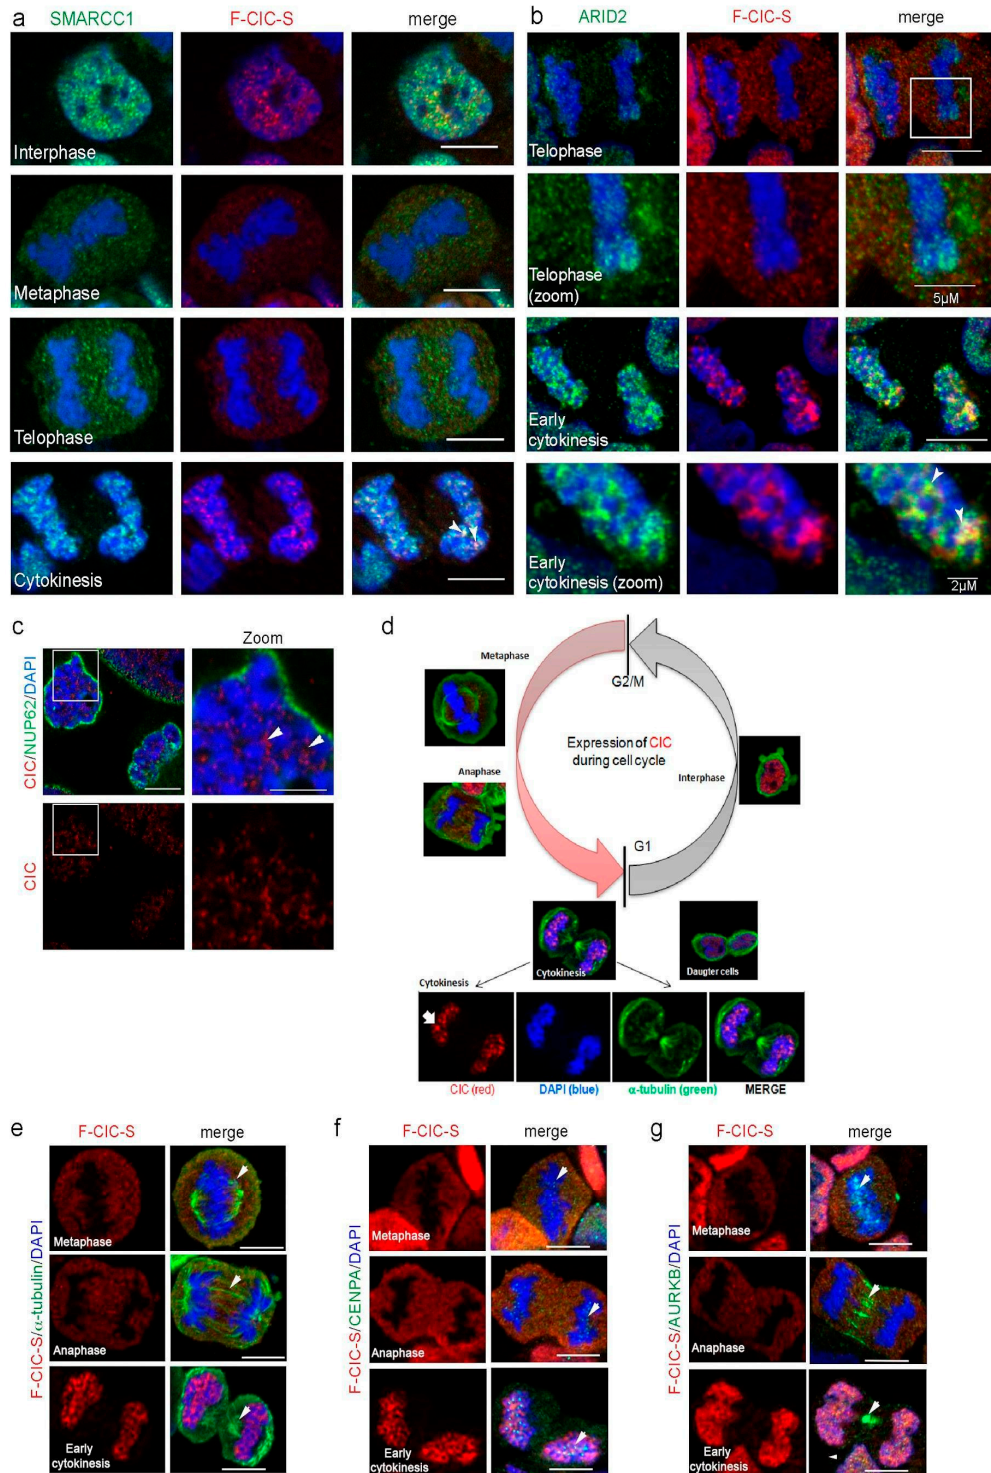 a
SMARCC1
F-CIC-S
merge
Interphase
Metaphase
Telophase
Cytokinesis
b
ARID2
F-CIC-S
merge
Telophase
Telophase
(zoom)
5µM
Early
cytokinesis
Early
cytokinesis (zoom)
2µM
c
Zoom
CIC/NUP62/DAPI
CIC
d
Metaphase
G2/M
Expression of CIC
during cell cycle
Interphase
Anaphase
G1
Cytokinesis
Daugter cells
Cytokinesis
CIC (red)
DAPI (blue)
α-tubulin (green)
MERGE
e
F-CIC-S
merge
F-CIC-S/α-tubulin/DAPI
Metaphase
Anaphase
Early
cytokinesis
f
F-CIC-S
merge
F-CIC-S/CENPA/DAPI
Metaphase
Anaphase
Early
cytokinesis
g
F-CIC-S
merge
F-CIC-S/AURKB/DAPI
Metaphase
Anaphase
Early
cytokinesis